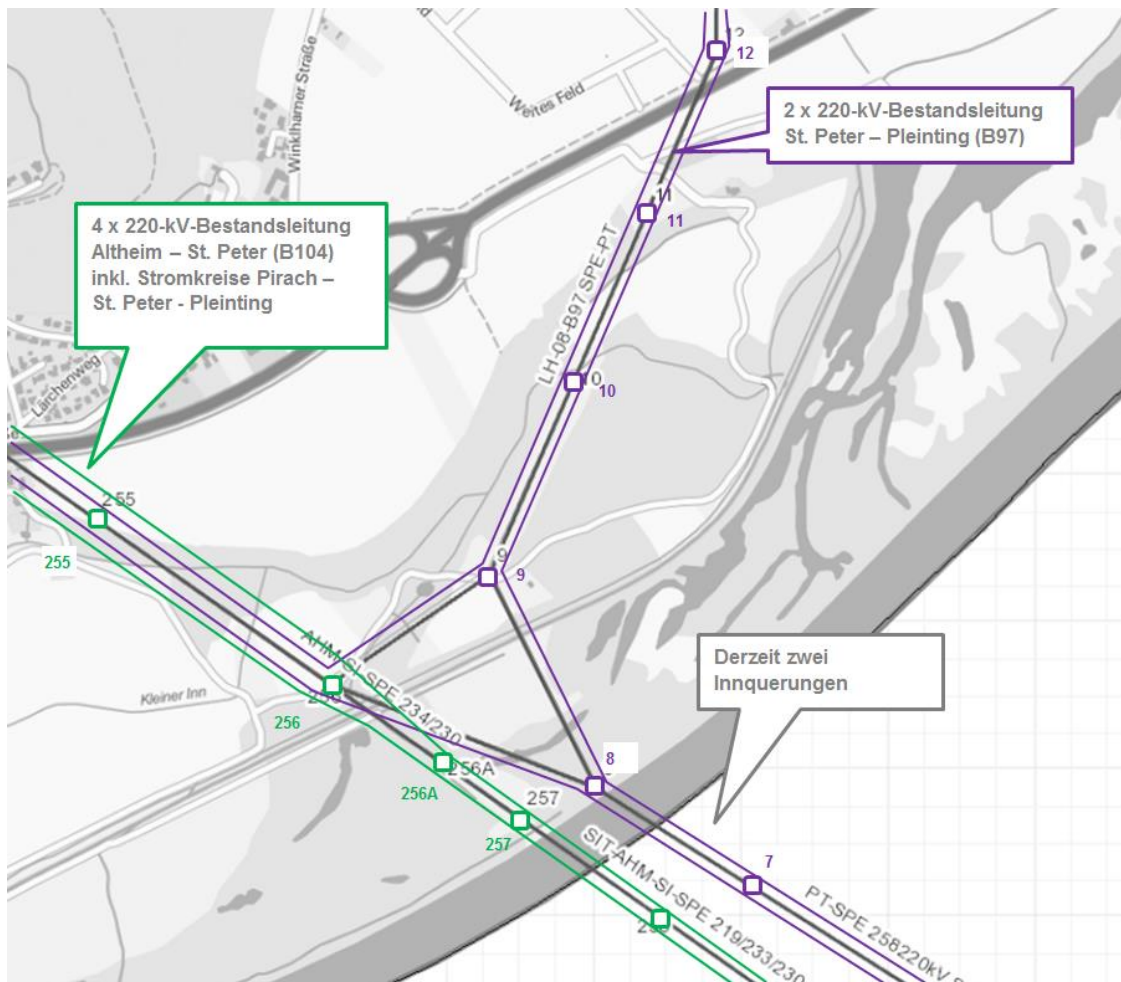 12
12
2 x 220-kV-Bestandsleitung
St. Peter – Pleinting (B97)
Winklhamer Straße
Weites Feld
11
11
4 x 220-kV-Bestandsleitung
Altheim – St. Peter (B104)
inkl. Stromkreise Pirach –
St. Peter - Pleinting
LH-08-B97 SPE-PT
10
10
Lärchenweg
255
255
9
9
AHM-SI-SPE 234/230
Derzeit zwei
Innquerungen
Kleiner Inn
256
256
8
256A
256A
257
257
SIT-AHM-SI-SPE 219/233/230
7
PT-SPE 258220kV